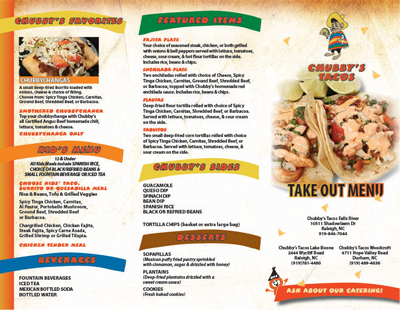 CHUBBY'S FAVORITES
CHUBBYCHANGAS
A small deep-fried Burrito loaded with
onions, cheese & choice of filling.
Choose from: Spicy Tinga Chicken, Carnitas,
Ground Beef, Shredded Beef, or Barbacoa.
SMOTHERED CHUBBYCHANGA
Top your chubbychanga with Chubby's
all Certified Angus Beef homemade chili,
lettuce, tomatoes & cheese.
CHUBBYCHANGA ONLY
KID'S MENU
12 & Under
All Kids Meals Include SPANISH RICE,
CHOICE OF BLACK/REFRIED BEANS &
SMALL FOUNTAIN BEVERAGE OR ICED TEA
CHOOSE KIDS' TACO,
BURRITO OR QUESADILLA MEAL
Rice & Beans, Tofu & Grilled Veggies
Spicy Tinga Chicken, Carnitas,
Al Pastor, Portobello Mushroom,
Ground Beef, Shredded Beef
or Barbacoa.
Chargrilled Chicken, Chicken Fajita,
Steak Fajita, Spicy Carne Asada,
Grilled Shrimp or Grilled Tilapia.
CHICKEN TENDER MEAL
BEVERAGES
FOUNTAIN BEVERAGES
ICED TEA
MEXICAN BOTTLED SODA
BOTTLED WATER
FEATURED ITEMS
FAJITA PLATE
Your choice of seasoned steak, chicken, or both grilled
with onions & bell peppers served with lettuce, tomatoes,
cheese, sour cream, & hot flour tortillas on the side.
Includes rice, beans & chips.
ENCHILADA PLATE
Two enchiladas rolled with choice of Cheese, Spicy
Tinga Chicken, Carnitas, Ground Beef, Shredded Beef,
or Barbacoa, topped with Chubby's homemade red
enchilada sauce. Includes rice, beans & chips.
FLAUTAS
Deep-fried flour tortilla rolled with choice of Spicy
Tinga Chicken, Carnitas, Shredded Beef, or Barbacoa.
Served with lettuce, tomatoes, cheese, & sour cream
on the side.
TAQUITOS
Two small deep-fried corn tortillas rolled with choice
of Spicy Tinga Chicken, Carnitas, Shredded Beef, or
Barbacoa. Served with lettuce, tomatoes, cheese, &
sour cream on the side.
CHUBBY'S SIDES
GUACAMOLE
QUESO DIP
SPINACH DIP
BEAN DIP
SPANISH RICE
BLACK OR REFRIED BEANS
TORTILLA CHIPS (basket or extra large bag)
DESSERTS
SOPAPILLAS
(Mexican puffy fried pastry sprinkled
with cinnamon, sugar & drizzled with honey)
PLANTAINS
(Deep-fried plantains drizzled with a
sweet cream sauce)
COOKIES
(Fresh baked cookies)
CHUBBY'S
TACOS
TAKE OUT MENU
Chubby's Tacos Falls River
10511 Shadowlawn Dr
Raleigh, NC
919-846-7044
Chubby's Tacos Lake Boone
2444 Wycliff Road
Raleigh, NC
(919)781-4480
Chubby's Tacos Woodcroft
4711 Hope Valley Road
Durham, NC
(919) 489-4636
ASK ABOUT OUR CATERING!